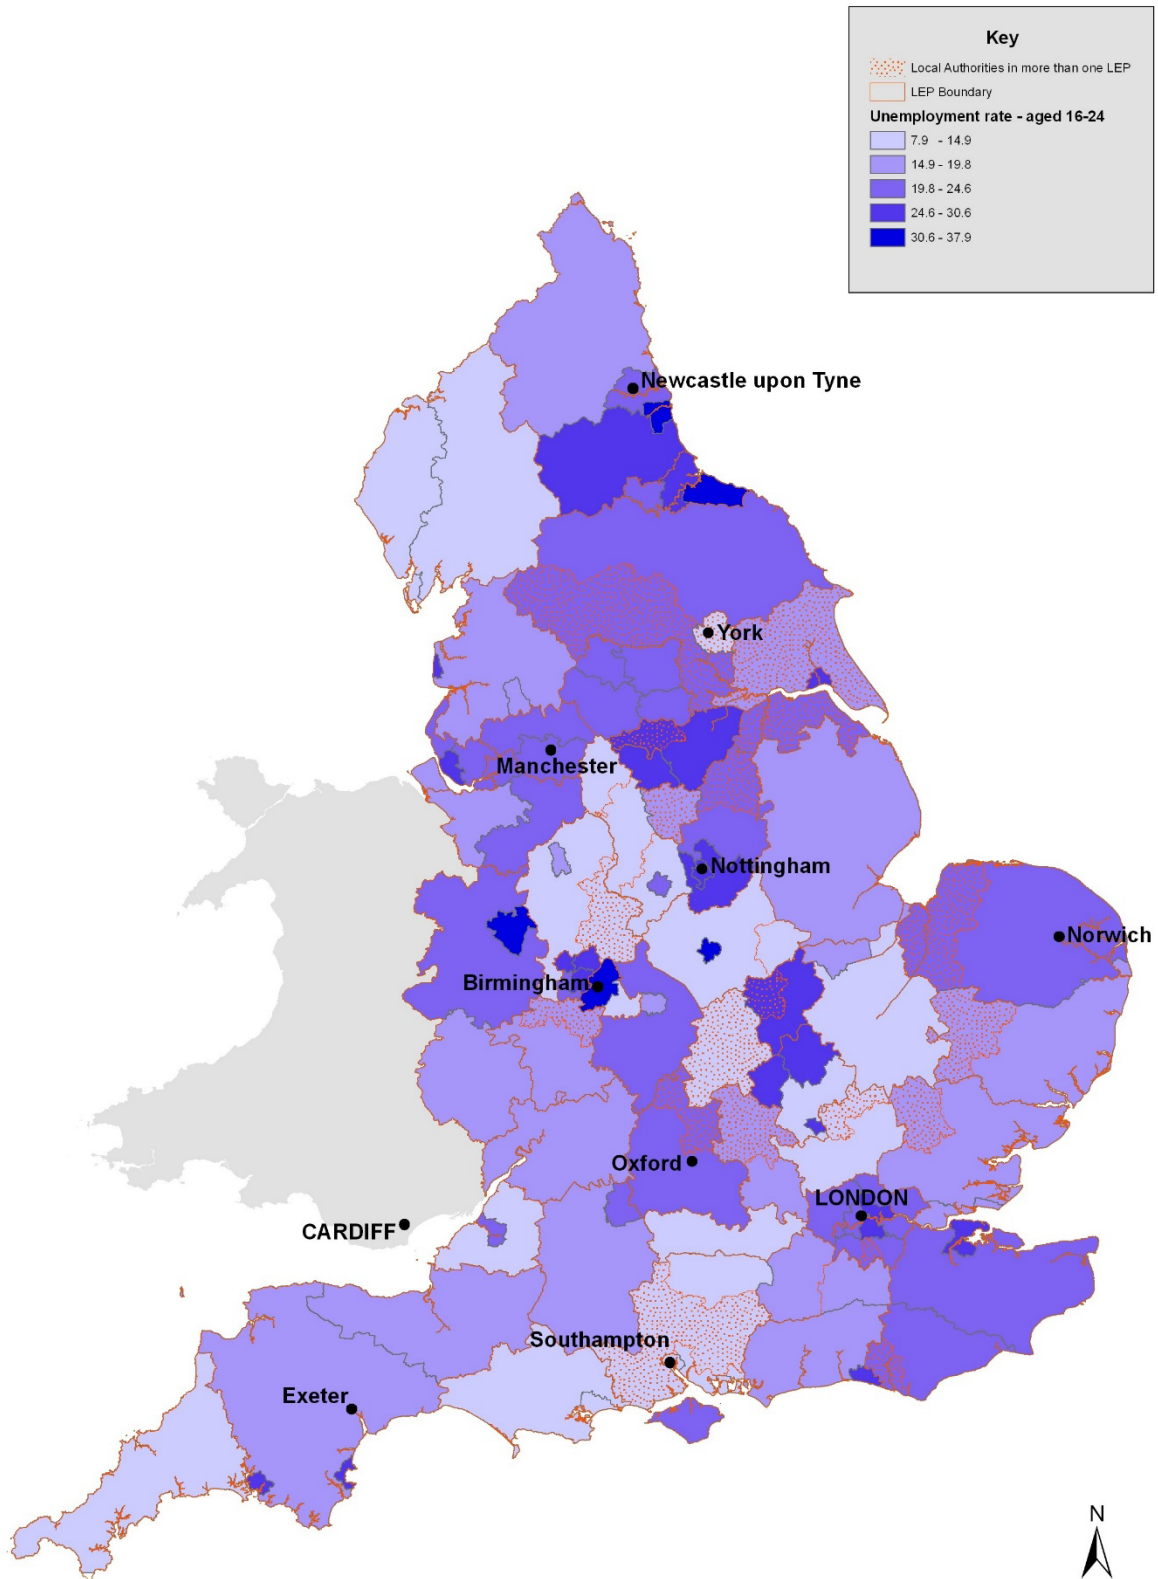 Key
Local Authorities in more than one LEP
LEP Boundary
Unemployment rate - aged 16-24
7.9 - 14.9
14.9 - 19.8
19.8 - 24.6
24.6 - 30.6
30.6 - 37.9
Newcastle upon Tyne
York
Manchester
Nottingham
Norwich
Birmingham
Oxford
LONDON
CARDIFF
Southampton
Exeter
N